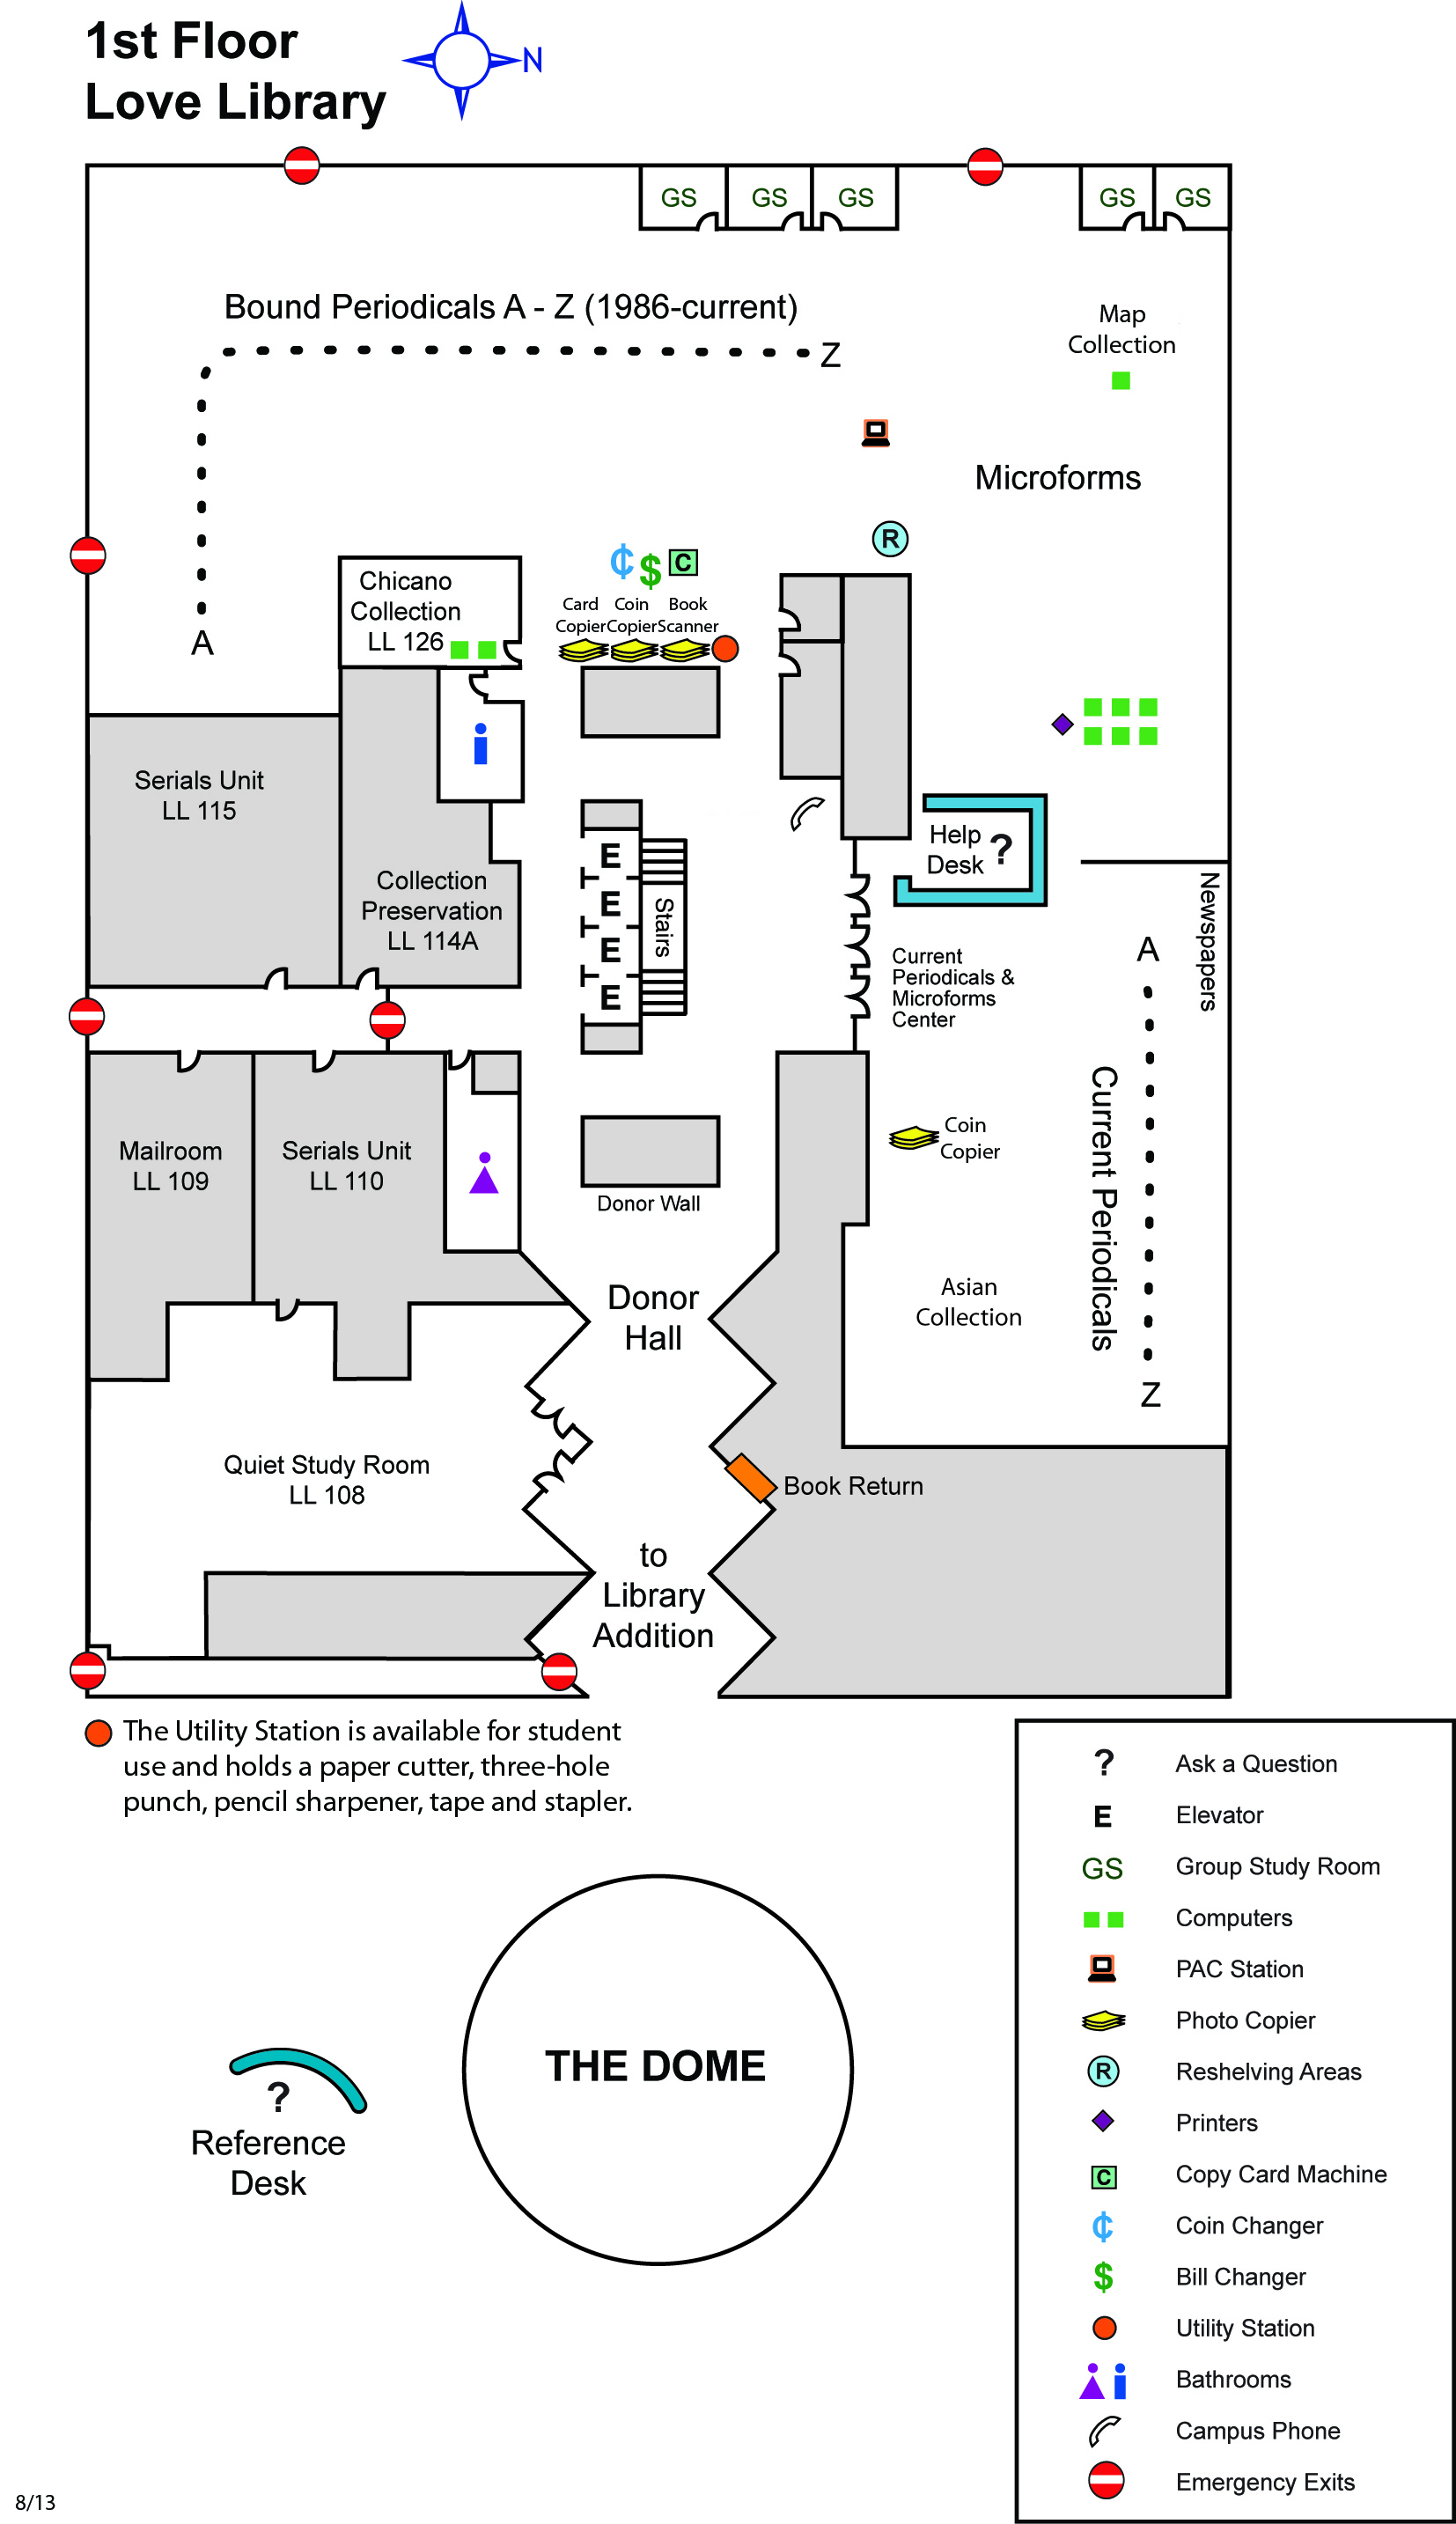 1st Floor
Love Library
N
GS GS GS GS GS
Bound Periodicals A - Z (1986-current)
Z
A
Map
Collection
Microforms
R
Chicano
Collection
LL 126
¢ $ C
Card Coin Book
Copier Copier Scanner
Serials Unit
LL 115
Collection
Preservation
LL 114A
E
E
E
E
Stairs
Help
Desk ?
Newspapers
Current
Periodicals &
Microforms
Center
A
Current Periodicals
Z
Mailroom
LL 109
Serials Unit
LL 110
Coin
Copier
Donor Wall
Donor
Hall
Asian
Collection
Quiet Study Room
LL 108
Book Return
to
Library
Addition
The Utility Station is available for student
use and holds a paper cutter, three-hole
punch, pencil sharpener, tape and stapler.
THE DOME
?
Reference
Desk
? Ask a Question
E Elevator
GS Group Study Room
Computers
PAC Station
Photo Copier
R Reshelving Areas
Printers
C Copy Card Machine
¢ Coin Changer
$ Bill Changer
Utility Station
Bathrooms
Campus Phone
Emergency Exits
8/13